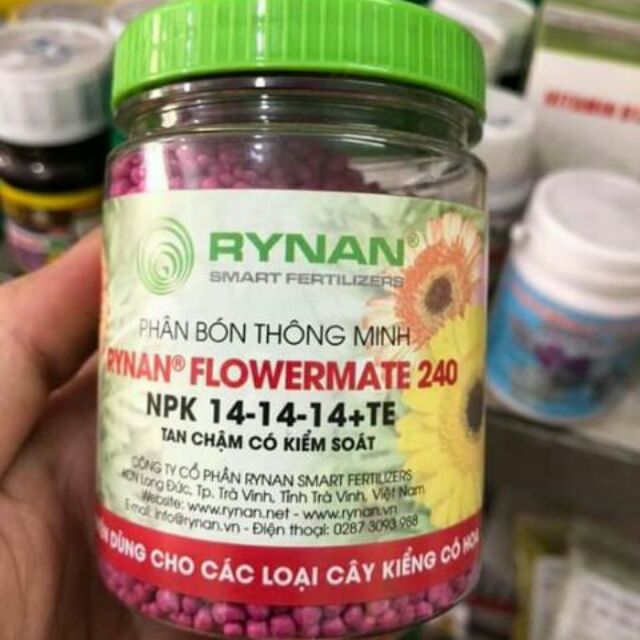 RYNAN®
SMART FERTILIZERS
PHÂN BÓN THÔNG MINH
RYNAN® FLOWERMATE 240
NPK 14-14-14+TE
TAN CHẬM CÓ KIỂM SOÁT
CÔNG TY CỔ PHẦN RYNAN SMART FERTILIZERS
KCN Long Đức, Tp. Trà Vinh, Tỉnh Trà Vinh, Việt Nam
Website: www.rynan.net - www.rynan.vn
E-mail: info@rynan.vn - Điện thoại: 0287 3093 968
DÙNG CHO CÁC LOẠI CÂY KIỂNG CÓ HOA